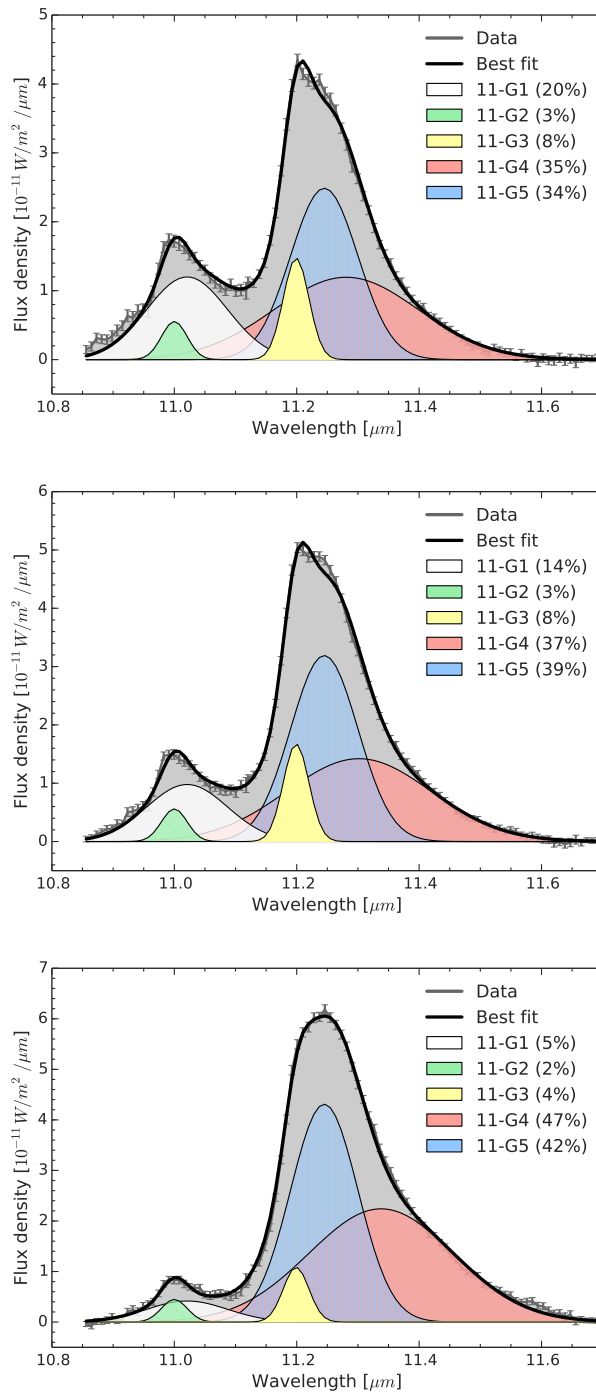 5
4
3
2
1
0
Flux density [10⁻¹¹ W/m² /μm]
Data
Best fit
11-G1 (20%)
11-G2 (3%)
11-G3 (8%)
11-G4 (35%)
11-G5 (34%)
10.8 11.0 11.2 11.4 11.6
Wavelength [μm]
6
5
4
3
2
1
0
Flux density [10⁻¹¹ W/m² /μm]
Data
Best fit
11-G1 (14%)
11-G2 (3%)
11-G3 (8%)
11-G4 (37%)
11-G5 (39%)
10.8 11.0 11.2 11.4 11.6
Wavelength [μm]
7
6
5
4
3
2
1
0
Flux density [10⁻¹¹ W/m² /μm]
Data
Best fit
11-G1 (5%)
11-G2 (2%)
11-G3 (4%)
11-G4 (47%)
11-G5 (42%)
10.8 11.0 11.2 11.4 11.6
Wavelength [μm]